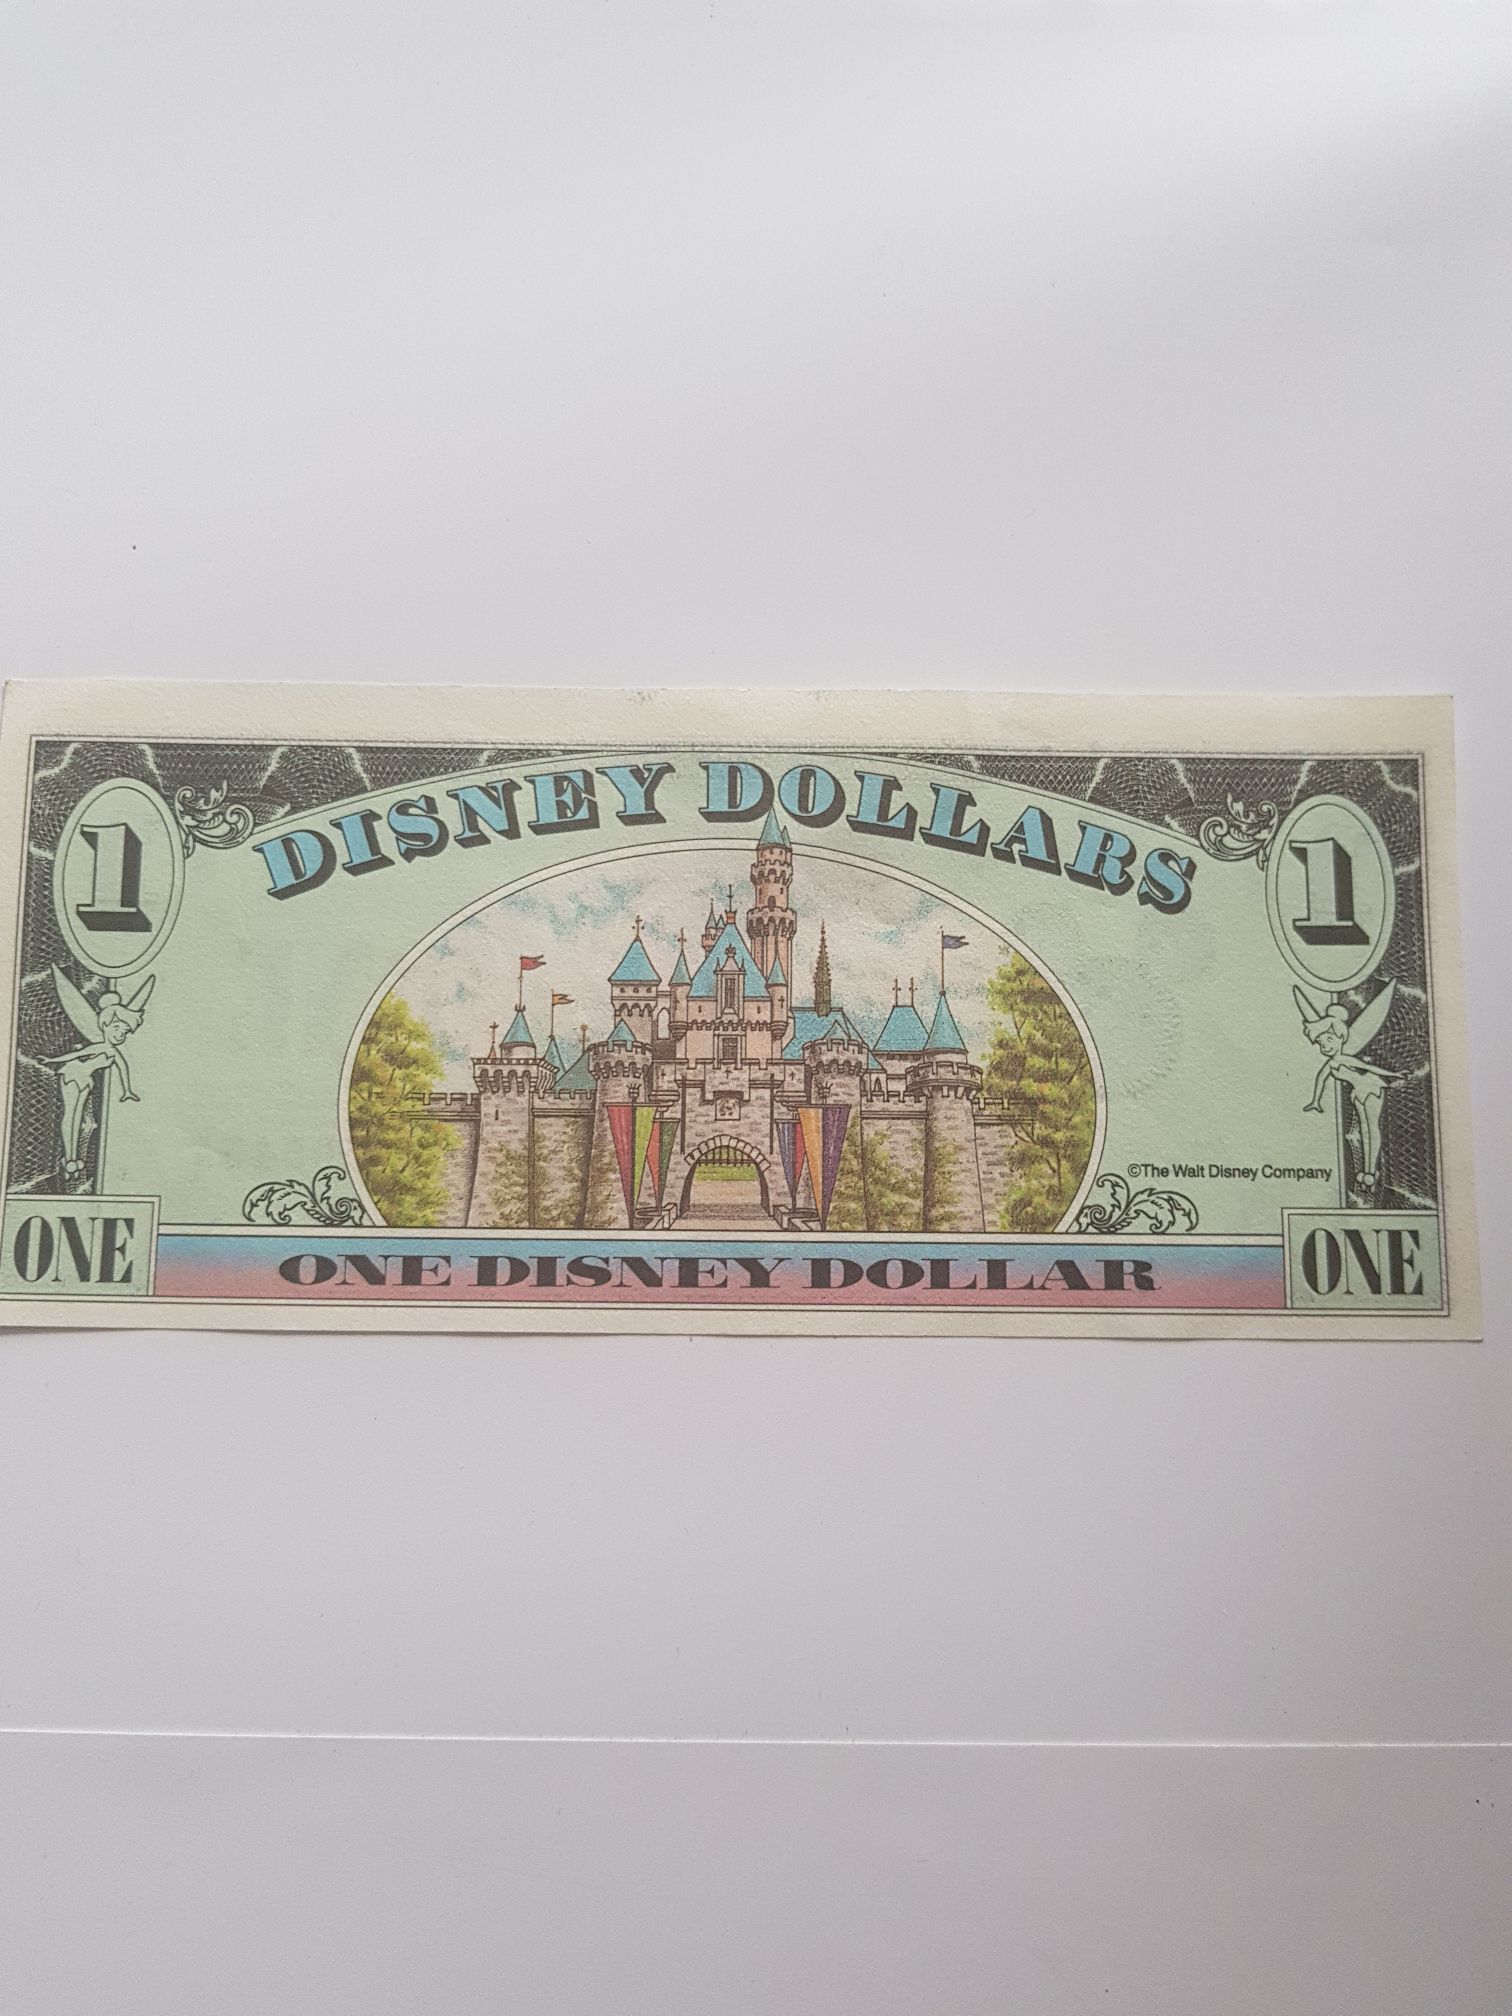 DISNEY DOLLARS
1 1
©The Walt Disney Company
ONE ONE DISNEY DOLLAR ONE